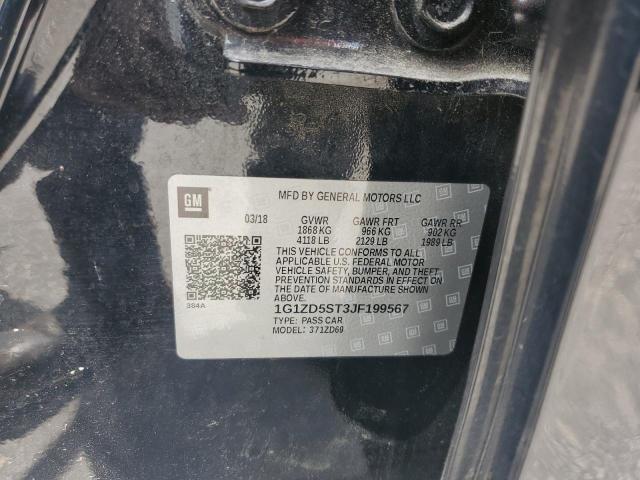 GM
MFD BY GENERAL MOTORS LLC
03/18 GVWR GAWR FRT GAWR RR
1868 KG 966 KG 902 KG
4118 LB 2129 LB 1989 LB
THIS VEHICLE CONFORMS TO ALL
APPLICABLE U.S. FEDERAL MOTOR
VEHICLE SAFETY, BUMPER, AND THEFT
PREVENTION STANDARDS IN EFFECT ON
THE DATE OF MANUFACTURE SHOWN
ABOVE.
384A
1G1ZD5ST3JF199567
TYPE: PASS CAR
MODEL: 371ZD69